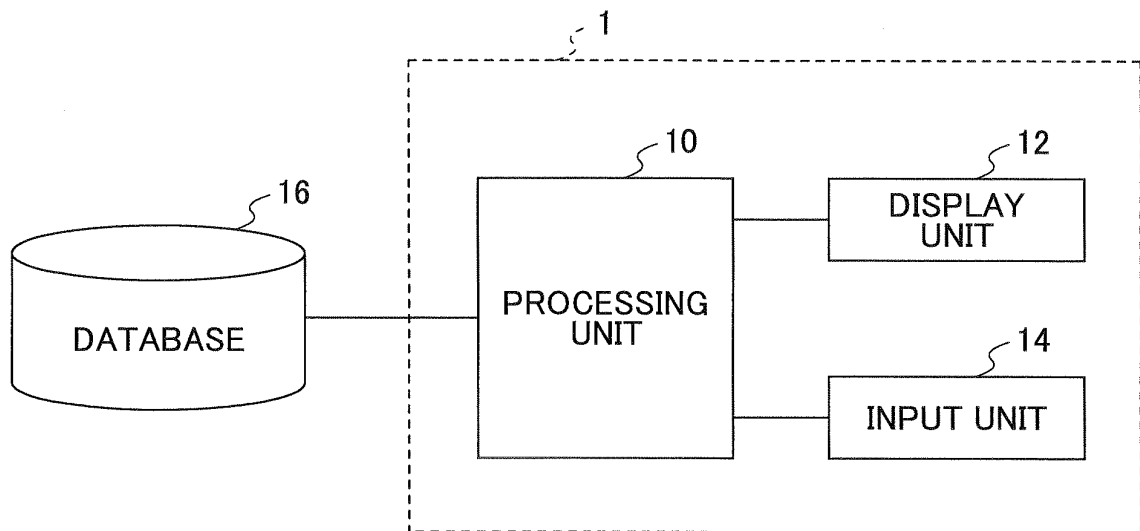 1
10
12
16
DISPLAY
UNIT
PROCESSING
UNIT
DATABASE
14
INPUT UNIT